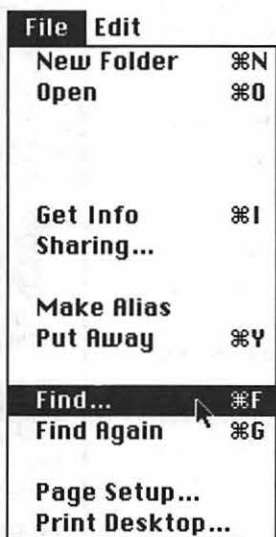 File Edit
New Folder ⌘N
Open ⌘O
Get Info ⌘I
Sharing...
Make Alias
Put Away ⌘Y
Find... ⌘F
Find Again ⌘G
Page Setup...
Print Desktop...